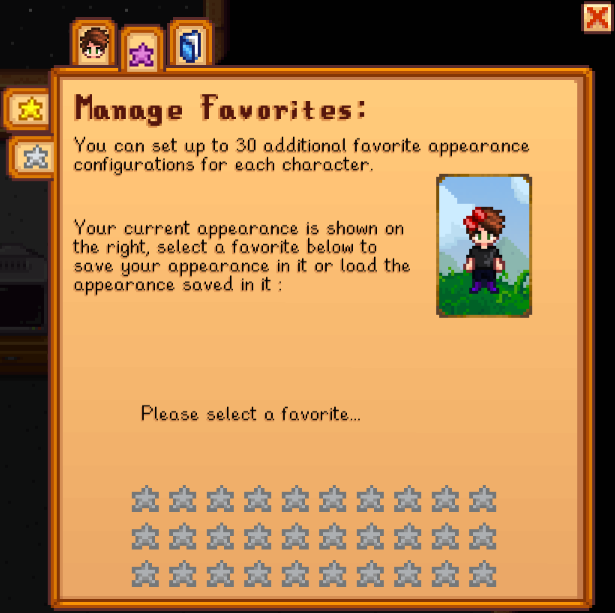 Manage Favorites:
You can set up to 30 additional favorite appearance
configurations for each character.
Your current appearance is shown on
the right, select a favorite below to
save your appearance in it or load the
appearance saved in it :
Please select a favorite...